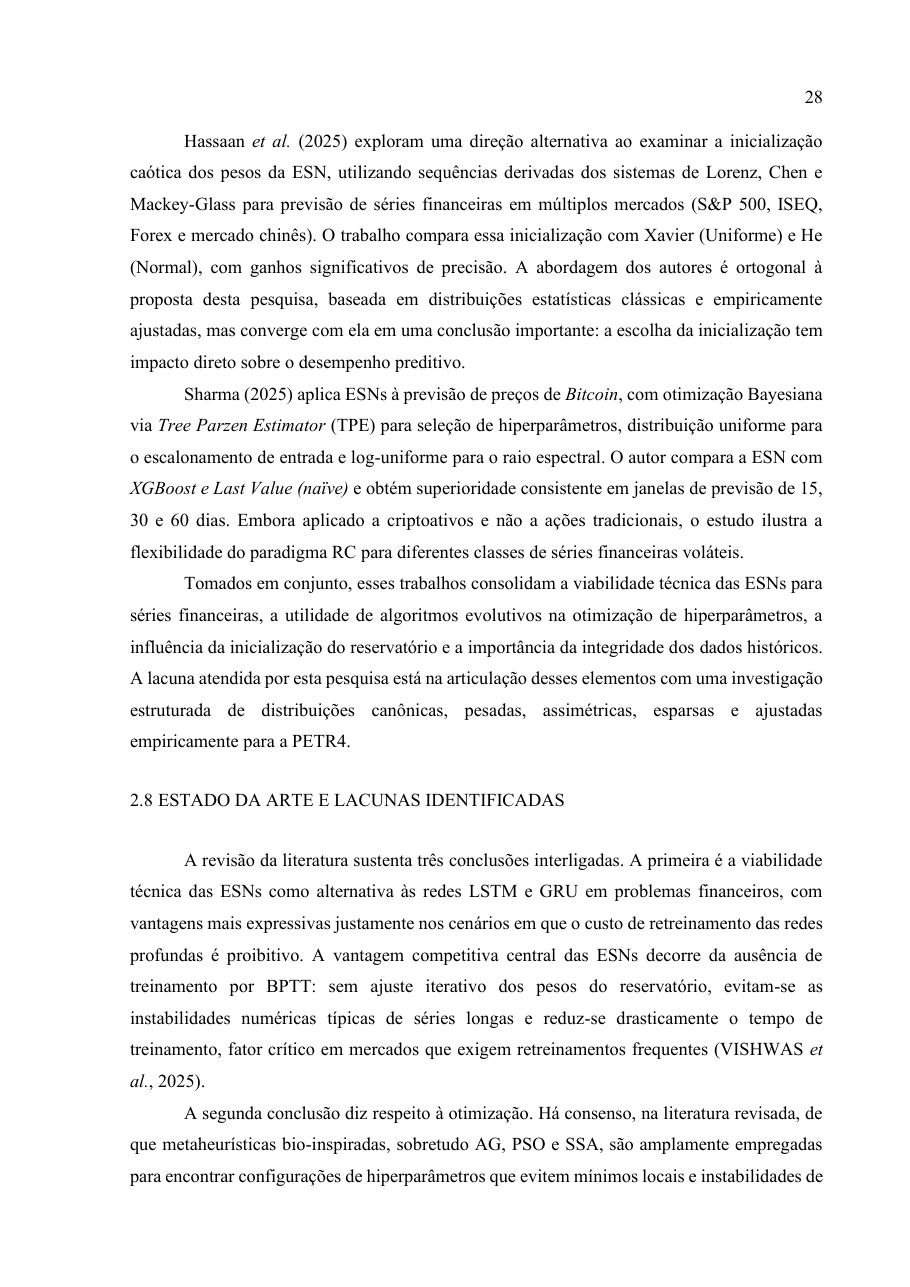 28
Hassaan et al. (2025) exploram uma direção alternativa ao examinar a inicialização
caótica dos pesos da ESN, utilizando sequências derivadas dos sistemas de Lorenz, Chen e
Mackey-Glass para previsão de séries financeiras em múltiplos mercados (S&P 500, ISEQ,
Forex e mercado chinês). O trabalho compara essa inicialização com Xavier (Uniforme) e He
(Normal), com ganhos significativos de precisão. A abordagem dos autores é ortogonal à
proposta desta pesquisa, baseada em distribuições estatísticas clássicas e empiricamente
ajustadas, mas converge com ela em uma conclusão importante: a escolha da inicialização tem
impacto direto sobre o desempenho preditivo.
Sharma (2025) aplica ESNs à previsão de preços de Bitcoin, com otimização Bayesiana
via Tree Parzen Estimator (TPE) para seleção de hiperparâmetros, distribuição uniforme para
o escalonamento de entrada e log-uniforme para o raio espectral. O autor compara a ESN com
XGBoost e Last Value (naïve) e obtém superioridade consistente em janelas de previsão de 15,
30 e 60 dias. Embora aplicado a criptoativos e não a ações tradicionais, o estudo ilustra a
flexibilidade do paradigma RC para diferentes classes de séries financeiras voláteis.
Tomados em conjunto, esses trabalhos consolidam a viabilidade técnica das ESNs para
séries financeiras, a utilidade de algoritmos evolutivos na otimização de hiperparâmetros, a
influência da inicialização do reservatório e a importância da integridade dos dados históricos.
A lacuna atendida por esta pesquisa está na articulação desses elementos com uma investigação
estruturada de distribuições canônicas, pesadas, assimétricas, esparsas e ajustadas
empiricamente para a PETR4.
2.8 ESTADO DA ARTE E LACUNAS IDENTIFICADAS
A revisão da literatura sustenta três conclusões interligadas. A primeira é a viabilidade
técnica das ESNs como alternativa às redes LSTM e GRU em problemas financeiros, com
vantagens mais expressivas justamente nos cenários em que o custo de retreinamento das redes
profundas é proibitivo. A vantagem competitiva central das ESNs decorre da ausência de
treinamento por BPTT: sem ajuste iterativo dos pesos do reservatório, evitam-se as
instabilidades numéricas típicas de séries longas e reduz-se drasticamente o tempo de
treinamento, fator crítico em mercados que exigem retreinamentos frequentes (VISHWAS et
al., 2025).
A segunda conclusão diz respeito à otimização. Há consenso, na literatura revisada, de
que metaheurísticas bio-inspiradas, sobretudo AG, PSO e SSA, são amplamente empregadas
para encontrar configurações de hiperparâmetros que evitem mínimos locais e instabilidades de